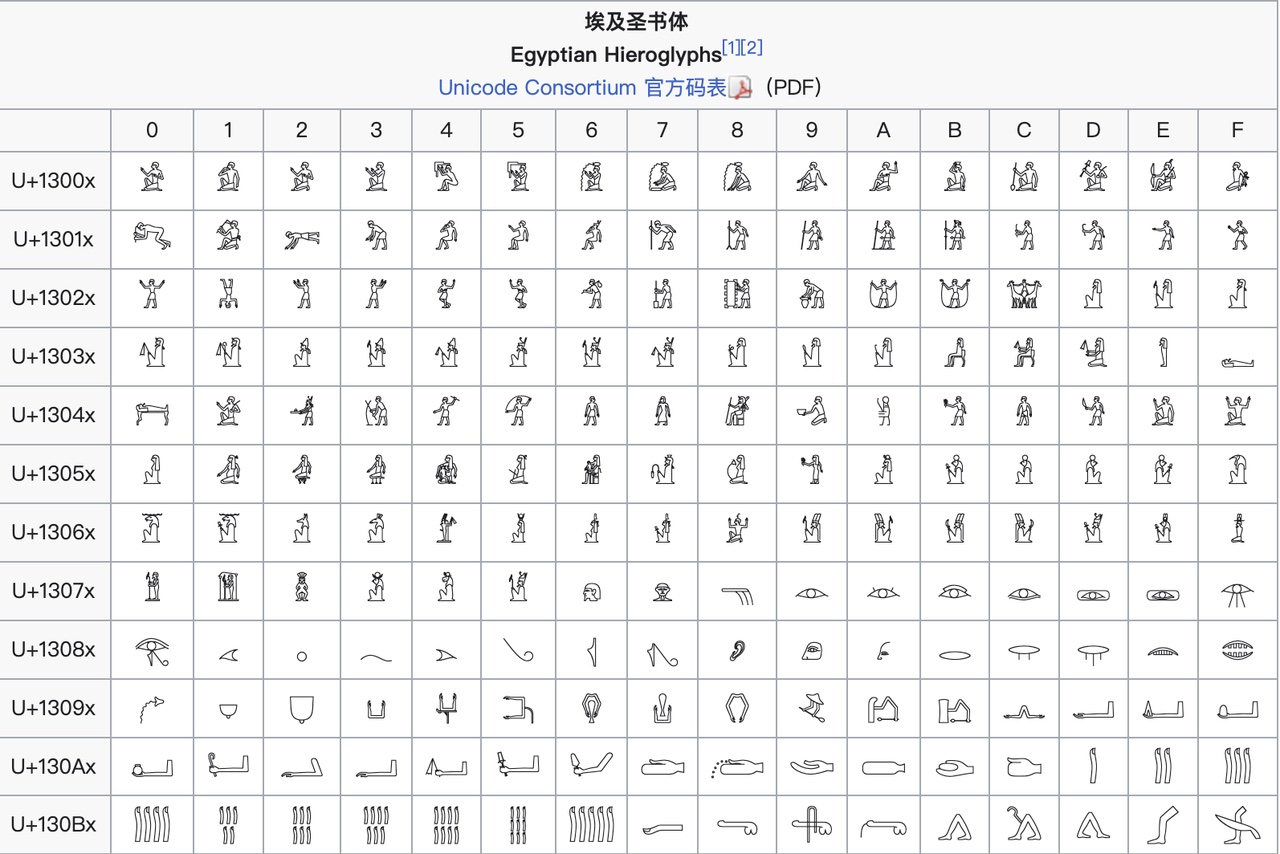 埃及圣书体
Egyptian Hieroglyphs[1][2]
Unicode Consortium 官方码表 (PDF)
0 1 2 3 4 5 6 7 8 9 A B C D E F
U+1300x 𓀀 𓀁 𓀂 𓀃 𓀄 𓀅 𓀆 𓀇 𓀈 𓀉 𓀊 𓀋 𓀌 𓀍 𓀎 𓀏
U+1301x 𓀐 𓀑 𓀒 𓀓 𓀔 𓀕 𓀖 𓀗 𓀘 𓀙 𓀚 𓀛 𓀜 𓀝 𓀞 𓀟
U+1302x 𓀠 𓀡 𓀢 𓀣 𓀤 𓀥 𓀦 𓀧 𓀨 𓀩 𓀪 𓀫 𓀬 𓀭 𓀮 𓀯
U+1303x 𓀰 𓀱 𓀲 𓀳 𓀴 𓀵 𓀶 𓀷 𓀸 𓀹 𓀺 𓀻 𓀼 𓀽 𓀾 𓀿
U+1304x 𓁀 𓁁 𓁂 𓁃 𓁄 𓁅 𓁆 𓁇 𓁈 𓁉 𓁊 𓁋 𓁌 𓁍 𓁎 𓁏
U+1305x 𓁐 𓁑 𓁒 𓁓 𓁔 𓁕 𓁖 𓁗 𓁘 𓁙 𓁚 𓁛 𓁜 𓁝 𓁞 𓁟
U+1306x 𓁠 𓁡 𓁢 𓁣 𓁤 𓁥 𓁦 𓁧 𓁨 𓁩 𓁪 𓁫 𓁬 𓁭 𓁮 𓁯
U+1307x 𓁰 𓁱 𓁲 𓁳 𓁴 𓁵 𓁶 𓁷 𓁸 𓁹 𓁺 𓁻 𓁼 𓁽 𓁾 𓁿
U+1308x 𓂀 𓂁 𓂂 𓂃 𓂄 𓂅 𓂆 𓂇 𓂈 𓂉 𓂊 𓂋 𓂌 𓂍 𓂎 𓂏
U+1309x 𓂐 𓂑 𓂒 𓂓 𓂔 𓂕 𓂖 𓂗 𓂘 𓂙 𓂚 𓂛 𓂜 𓂝 𓂞 𓂟
U+130Ax 𓂠 𓂡 𓂢 𓂣 𓂤 𓂥 𓂦 𓂧 𓂨 𓂩 𓂪 𓂫 𓂬 𓂭 𓂮 𓂯
U+130Bx 𓂰 𓂱 𓂲 𓂳 𓂴 𓂵 𓂶 𓂷 𓂸 𓂹 𓂺 𓂻 𓂼 𓂽 𓂾 𓂿